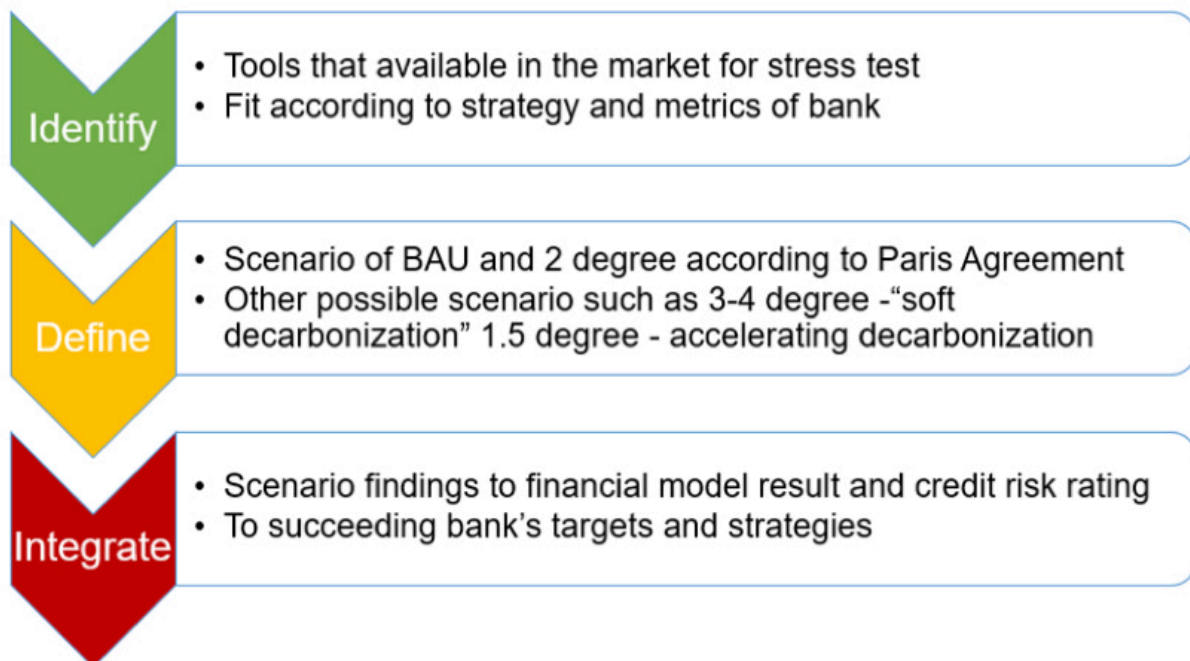 Identify
• Tools that available in the market for stress test
• Fit according to strategy and metrics of bank
Define
• Scenario of BAU and 2 degree according to Paris Agreement
• Other possible scenario such as 3-4 degree -“soft
decarbonization” 1.5 degree - accelerating decarbonization
Integrate
• Scenario findings to financial model result and credit risk rating
• To succeeding bank’s targets and strategies